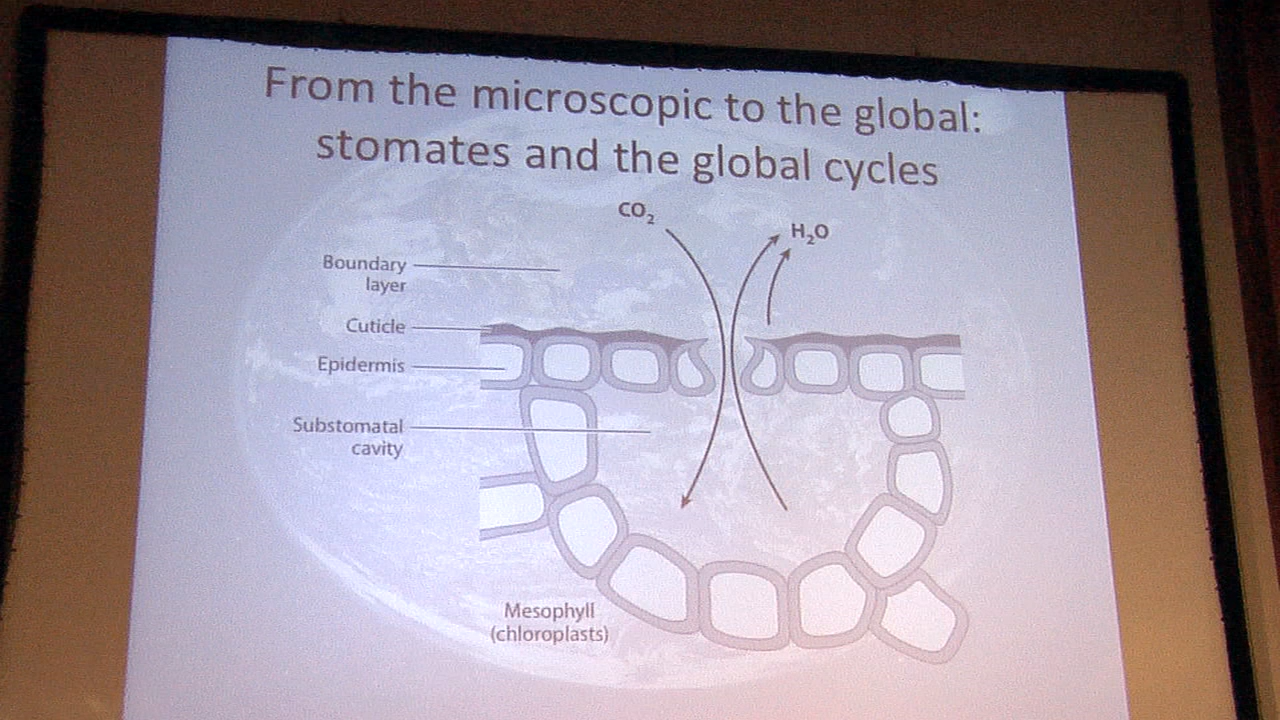 From the microscopic to the global:
stomates and the global cycles
CO₂
H₂O
Boundary
layer
Cuticle
Epidermis
Substomatal
cavity
Mesophyll
(chloroplasts)